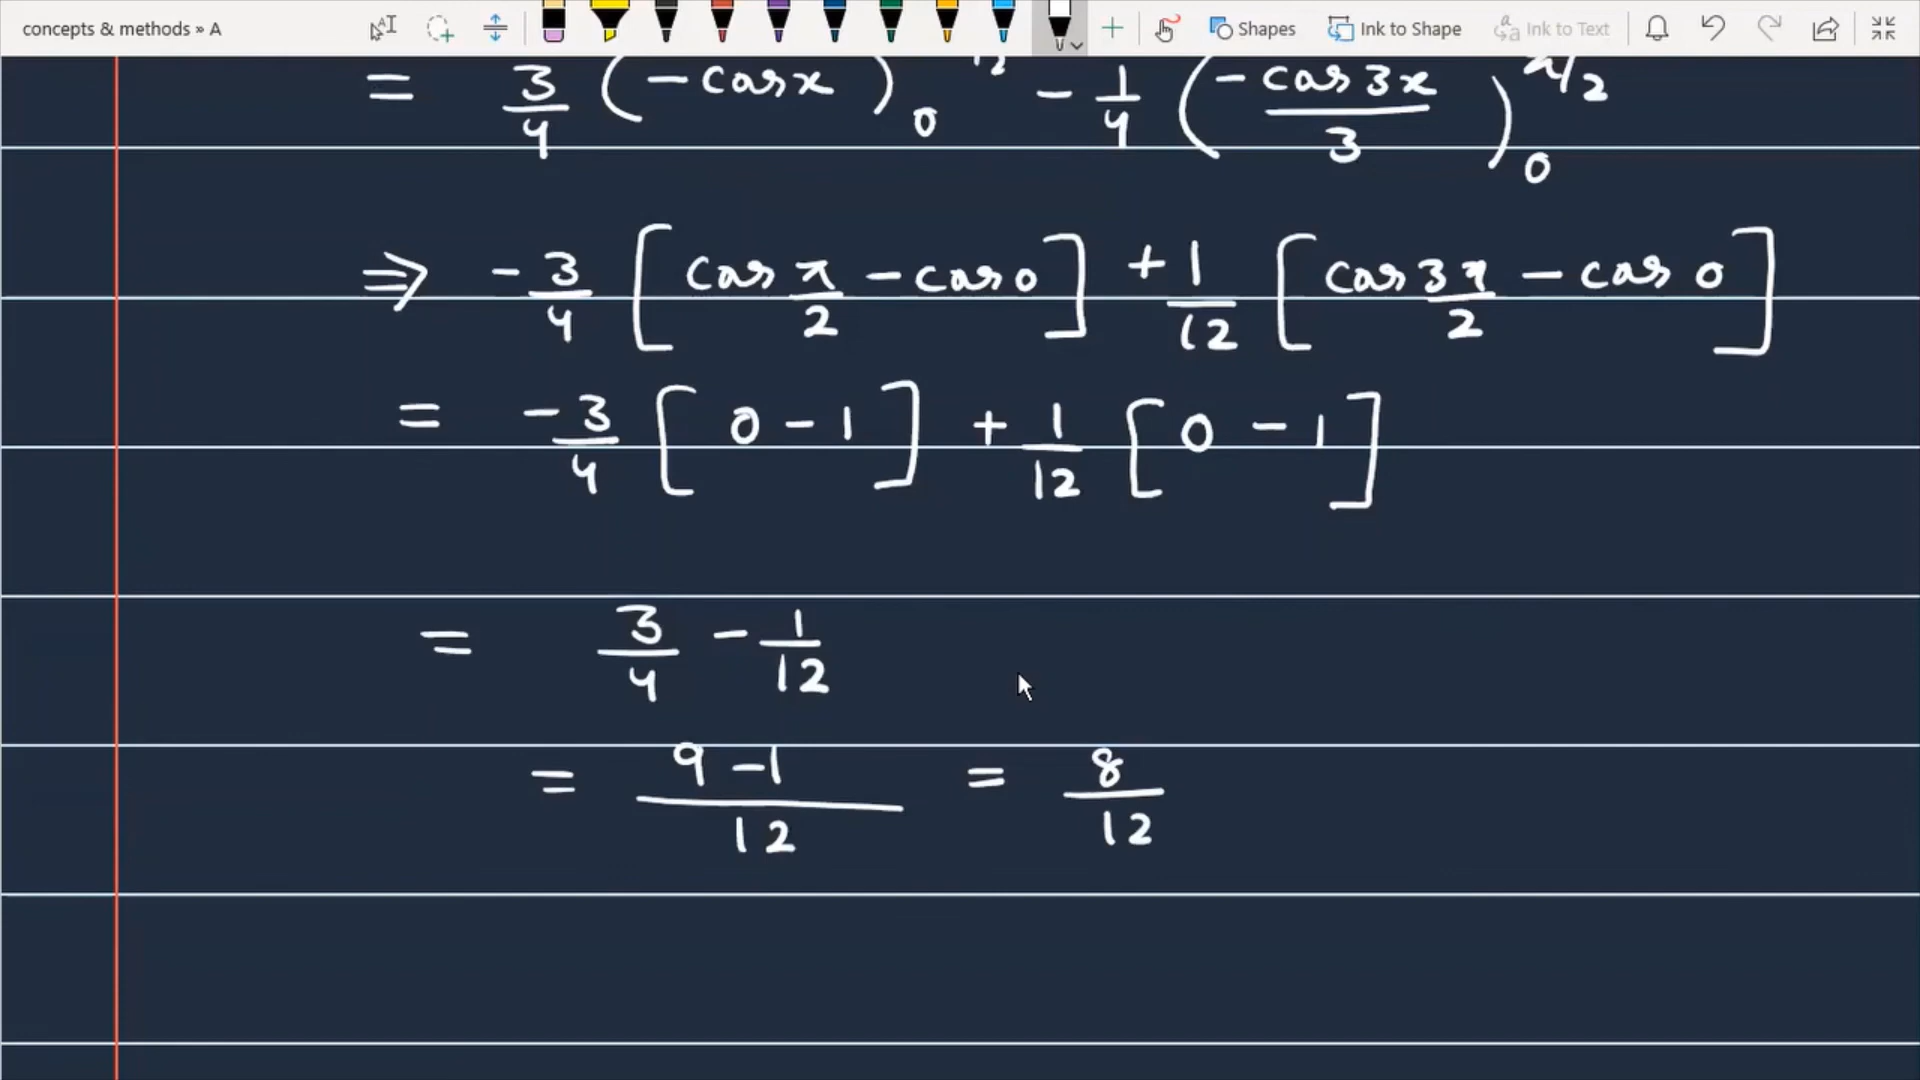 concepts & methods » A Shapes Ink to Shape Ink to Text
= 3/4 ( -cos x )₀ - 1/4 ( -cos 3x / 3 )₀^π/2
⇒ -3/4 [ cos π/2 - cos 0 ] + 1/12 [ cos 3π/2 - cos 0 ]
= -3/4 [ 0 - 1 ] + 1/12 [ 0 - 1 ]
= 3/4 - 1/12
= 9 - 1 / 12 = 8/12